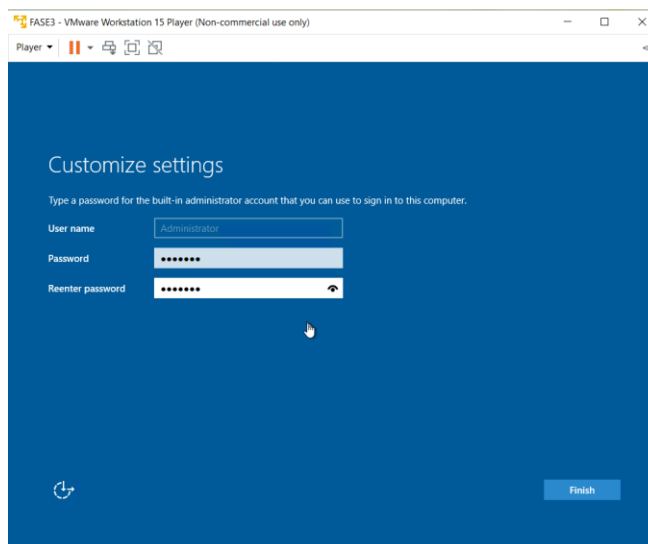 FASE3 - VMware Workstation 15 Player (Non-commercial use only)
Player
Customize settings
Type a password for the built-in administrator account that you can use to sign in to this computer.
User name
Administrator
Password
•••••••
Reenter password
•••••••
Finish